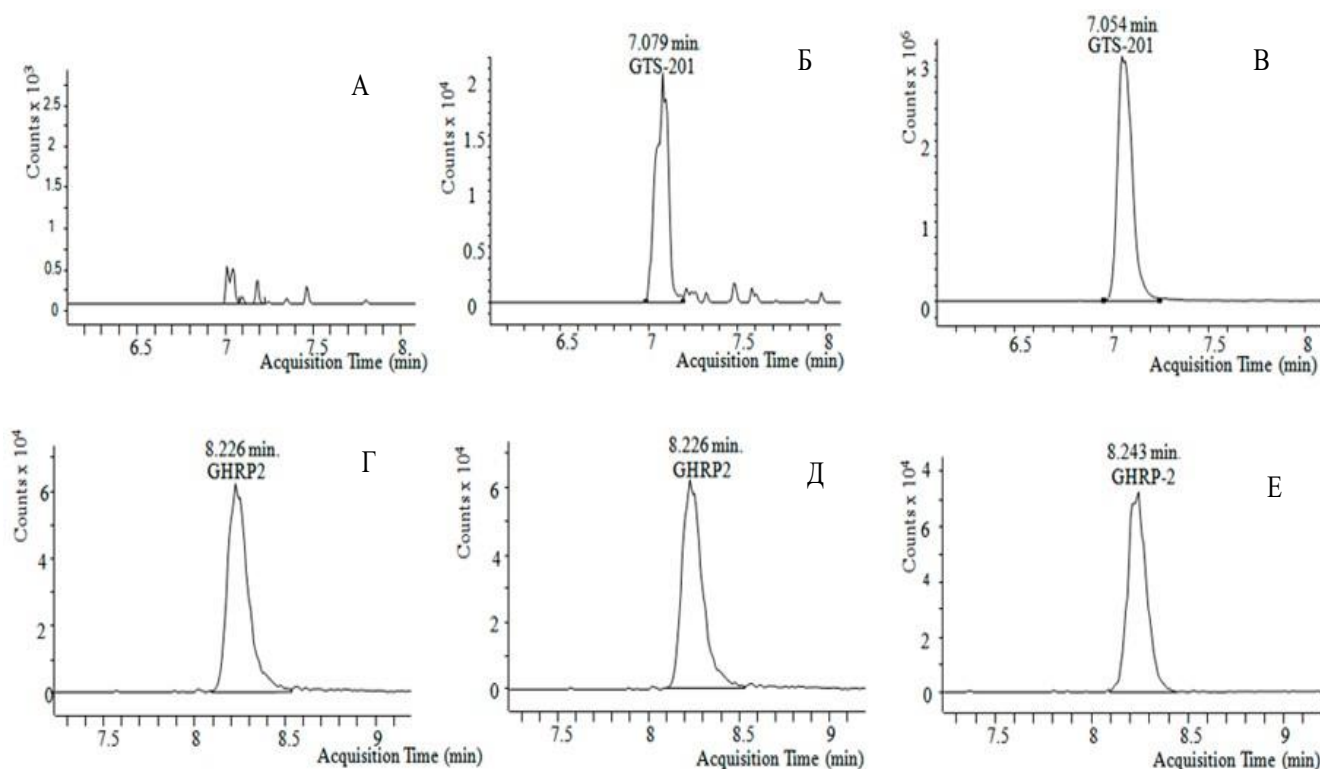 А
Counts x 10³
2.5
2
1.5
1
0.5
0
6.5 7 7.5 8
Acquisition Time (min)
7.079 min
GTS-201
Б
Counts x 10⁴
2
1.5
1
0.5
0
6.5 7 7.5 8
Acquisition Time (min)
7.054 min
GTS-201
В
Counts x 10⁶
3
2
1
0
6.5 7 7.5 8
Acquisition Time (min)
8.226 min.
GHRP2
Г
Counts x 10⁴
6
4
2
0
7.5 8 8.5 9
Acquisition Time (min)
8.226 min.
GHRP2
Д
Counts x 10⁴
6
4
2
0
7.5 8 8.5 9
Acquisition Time (min)
8.243 min.
GHRP-2
Е
Counts x 10⁴
4
6
4
2
0
7.5 8 8.5 9
Acquisition Time (min)